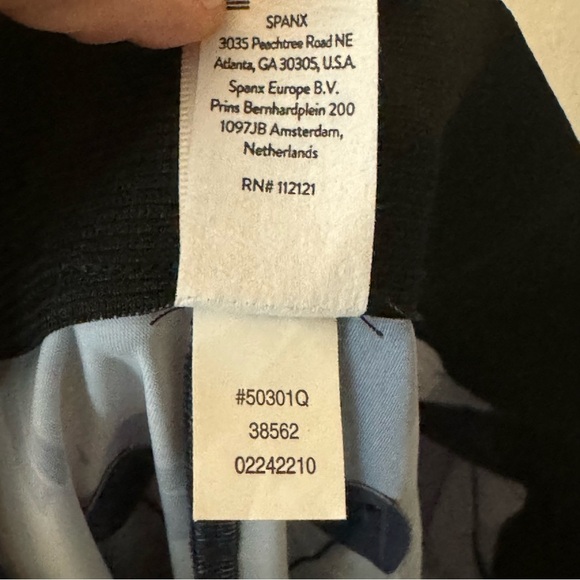 SPANX
3035 Peachtree Road NE
Atlanta, GA 30305, U.S.A.
Spanx Europe B.V.
Prins Bernhardplein 200
1097JB Amsterdam,
Netherlands
RN# 112121
#50301Q
38562
02242210